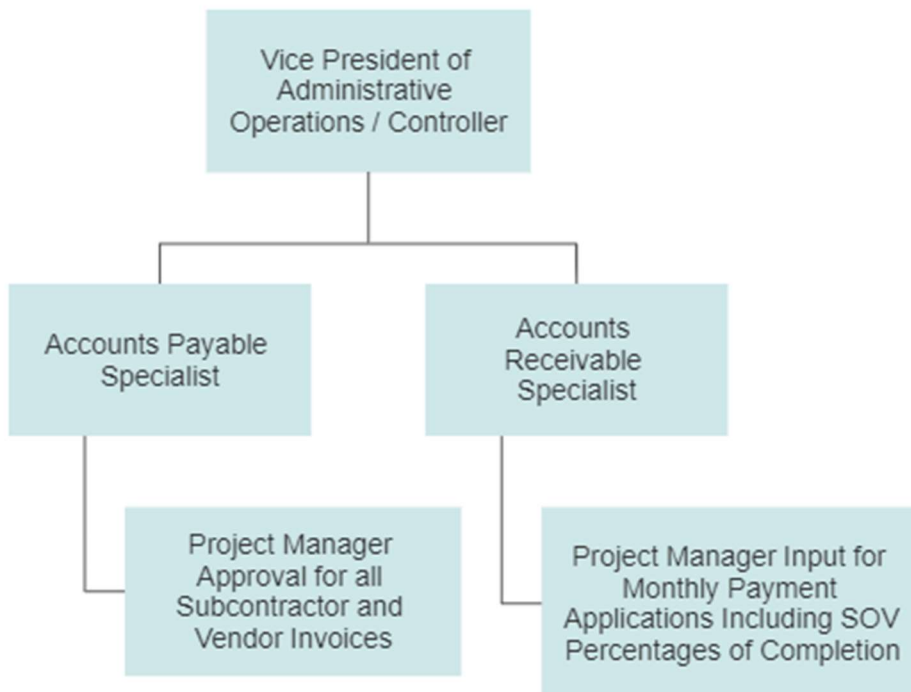 Vice President of
Administrative
Operations / Controller
Accounts Payable
Specialist
Accounts
Receivable
Specialist
Project Manager
Approval for all
Subcontractor and
Vendor Invoices
Project Manager Input for
Monthly Payment
Applications Including SOV
Percentages of Completion